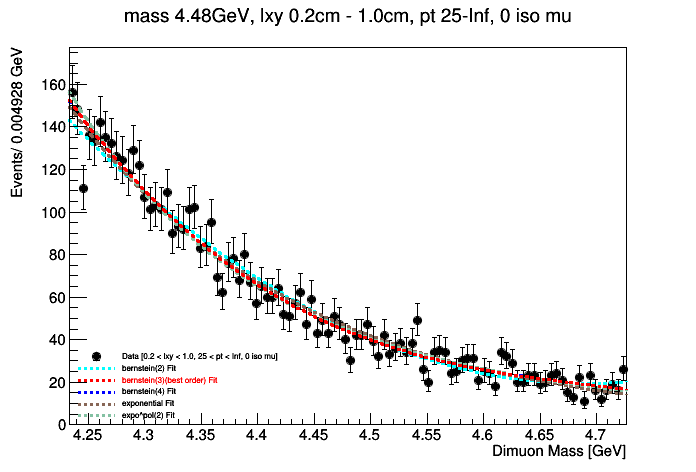 mass 4.48GeV, lxy 0.2cm - 1.0cm, pt 25-Inf, 0 iso mu
Events/ 0.004928 GeV
160
140
120
100
80
60
40
20
0
Data [0.2 < lxy < 1.0, 25 < pt < Inf, 0 iso mu]
bernstein(2) Fit
bernstein(3)(best order) Fit
bernstein(4) Fit
exponential Fit
expo*pol(2) Fit
4.25 4.3 4.35 4.4 4.45 4.5 4.55 4.6 4.65 4.7
Dimuon Mass [GeV]